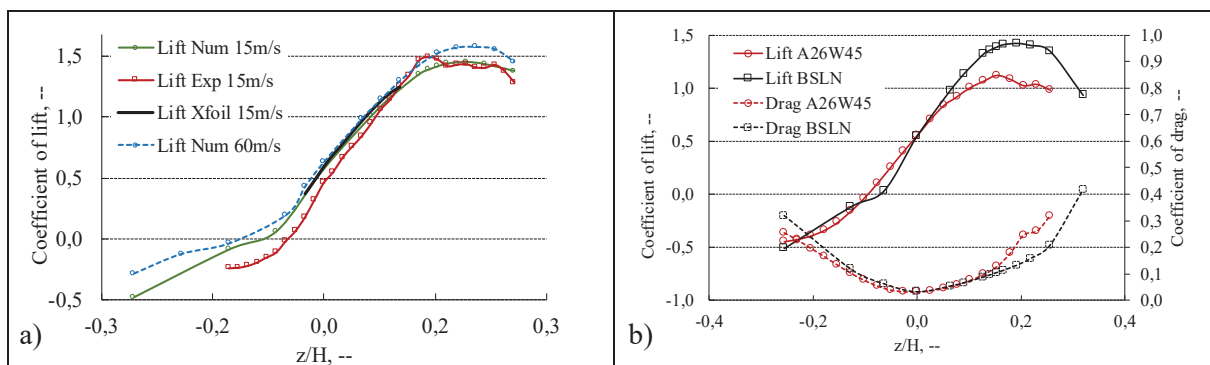 Lift Num 15m/s
Lift Exp 15m/s
Lift Xfoil 15m/s
Lift Num 60m/s
Coefficient of lift, --
1,5
1,0
0,5
0,0
-0,5
-0,3
-0,2
0,0
0,2
0,3
z/H, --
a)
Lift A26W45
Lift BSLN
Drag A26W45
Drag BSLN
Coefficient of lift, --
1,5
1,0
0,5
0,0
-0,5
-1,0
-0,4
-0,2
0,0
0,2
0,4
z/H, --
1,0
0,9
0,8
0,7
0,6
0,5
0,4
0,3
0,2
0,1
0,0
Coefficient of drag, --
b)